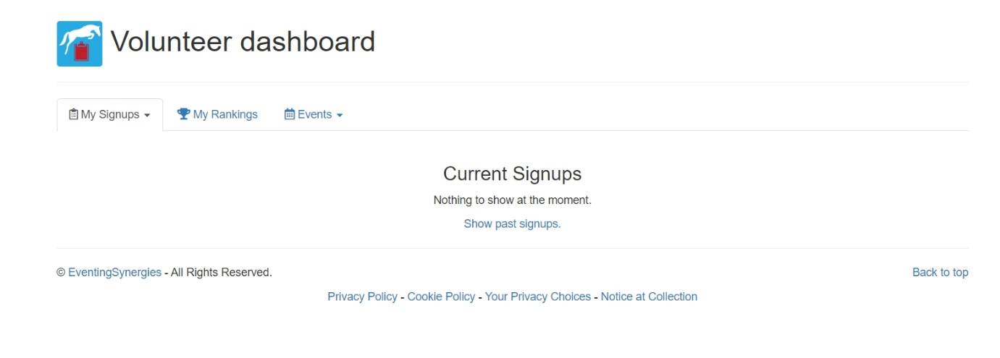 Volunteer dashboard
My Signups My Rankings Events
Current Signups
Nothing to show at the moment.
Show past signups.
© EventingSynergies - All Rights Reserved. Back to top
Privacy Policy - Cookie Policy - Your Privacy Choices - Notice at Collection